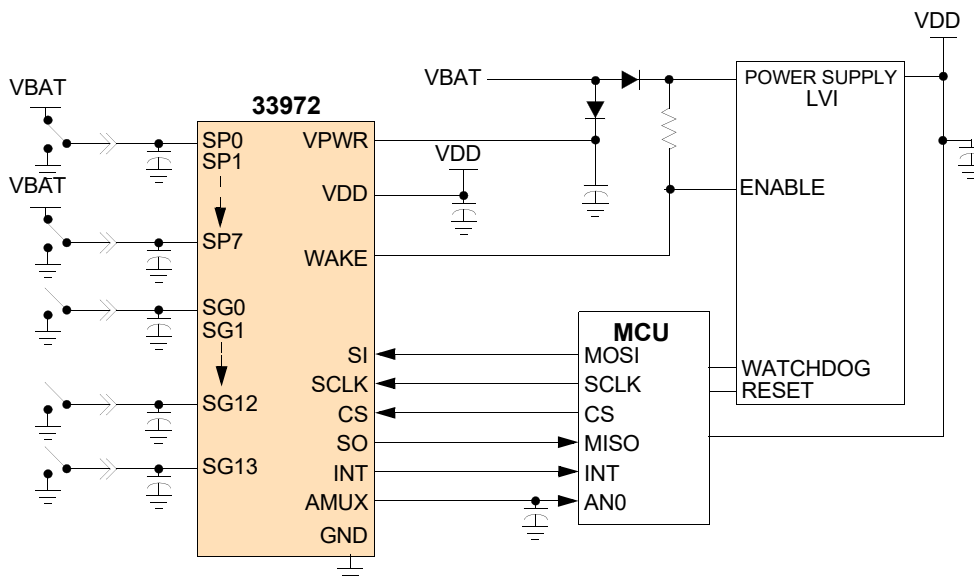 VDD
VBAT
VBAT
POWER SUPPLY
LVI
33972
SP0
SP1
VPWR
VDD
VBAT
VDD
ENABLE
SP7
WAKE
SG0
SG1
MCU
SI
MOSI
WATCHDOG
SCLK
SCLK
RESET
SG12
CS
CS
SO
MISO
SG13
INT
INT
AMUX
AN0
GND